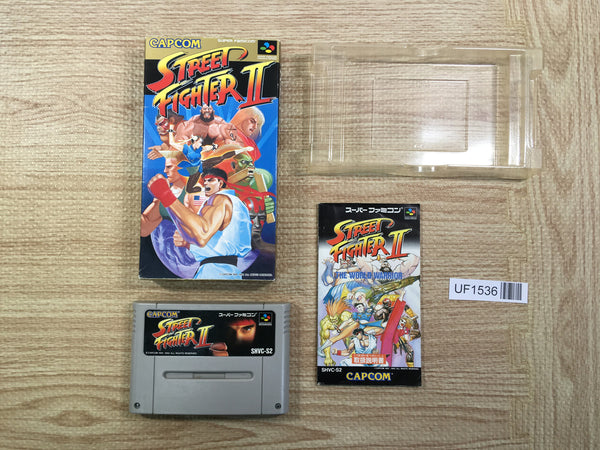 CAPCOM
SUPER FAMICOM
STREET
FIGHTER II
スーパーファミコン
STREET
FIGHTER II
THE WORLD WARRIOR
取扱説明書
SHVC-S2
CAPCOM
UF1536
CAPCOM
スーパーファミコン
STREET
FIGHTER II
SHVC-S2